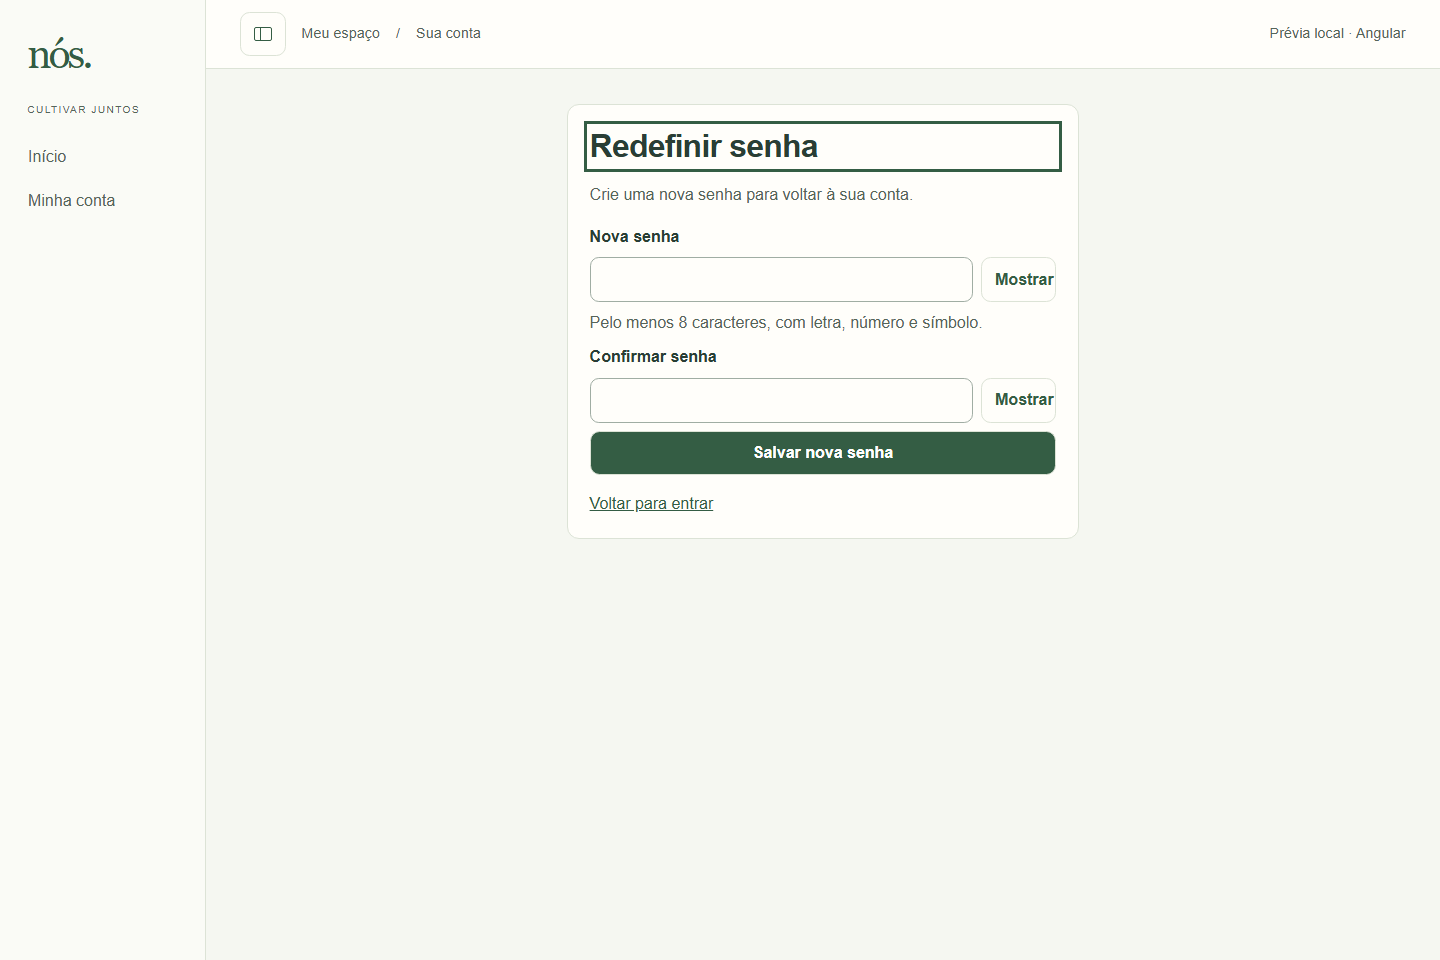 nós.
CULTIVAR JUNTOS
Início
Minha conta
Meu espaço / Sua conta
Prévia local · Angular
Redefinir senha
Crie uma nova senha para voltar à sua conta.
Nova senha
Mostrar
Pelo menos 8 caracteres, com letra, número e símbolo.
Confirmar senha
Mostrar
Salvar nova senha
Voltar para entrar